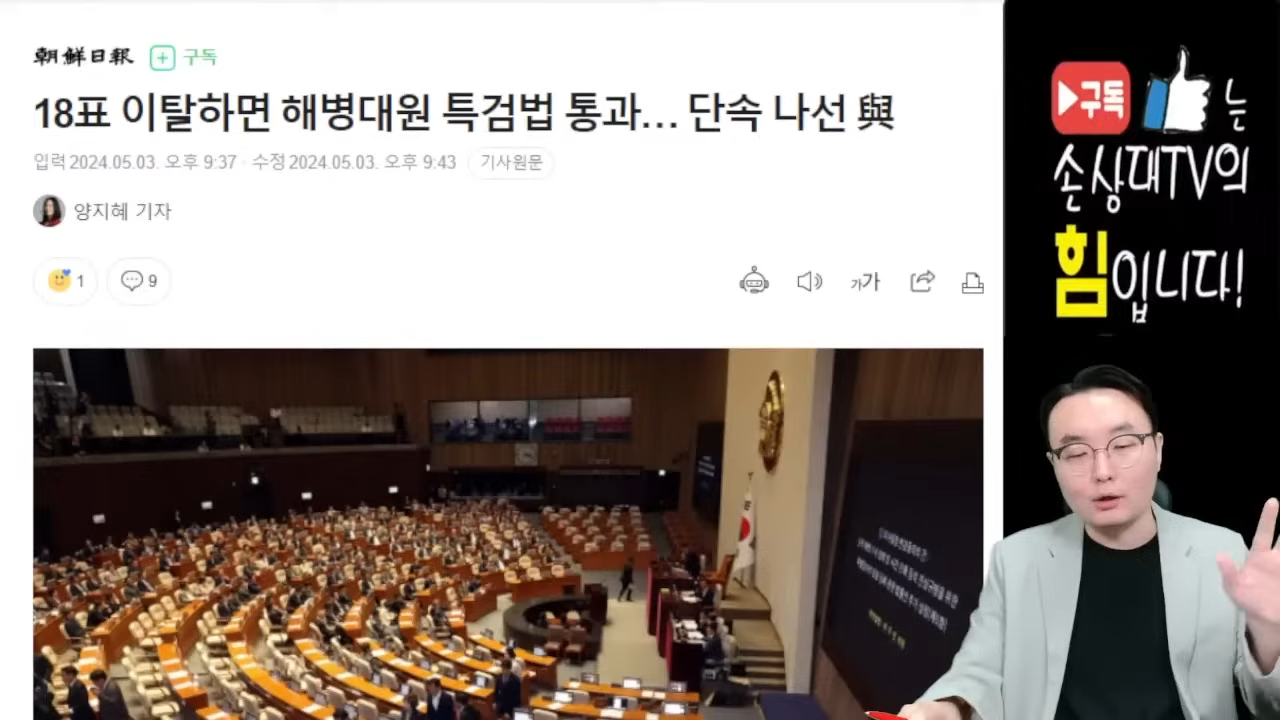 朝鮮日報 구독
18표 이탈하면 해병대원 특검법 통과… 단속 나선 與
입력 2024.05.03. 오후 9:37 · 수정 2024.05.03. 오후 9:43 기사원문
양지혜 기자
1 9 가가
구독 는
손상대TV의
힘입니다!